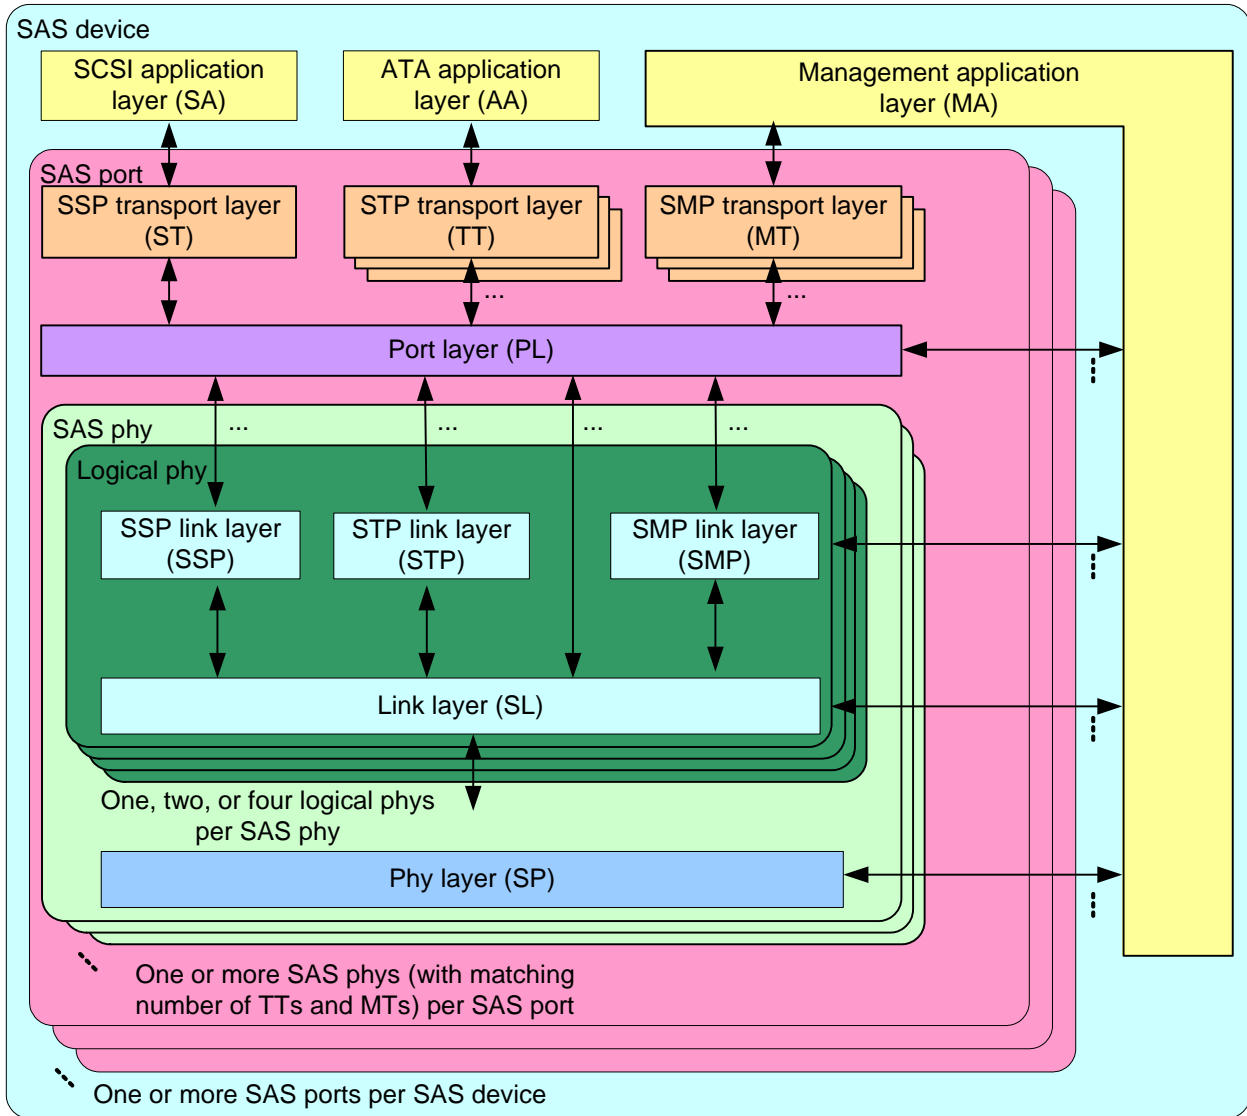 SAS device
SCSI application
layer (SA)
ATA application
layer (AA)
Management application
layer (MA)
SAS port
SSP transport layer
(ST)
STP transport layer
(TT)
SMP transport layer
(MT)
...
...
Port layer (PL)
SAS phy
...
...
...
...
Logical phy
SSP link layer
(SSP)
STP link layer
(STP)
SMP link layer
(SMP)
Link layer (SL)
One, two, or four logical phys
per SAS phy
Phy layer (SP)
One or more SAS phys (with matching
number of TTs and MTs) per SAS port
One or more SAS ports per SAS device